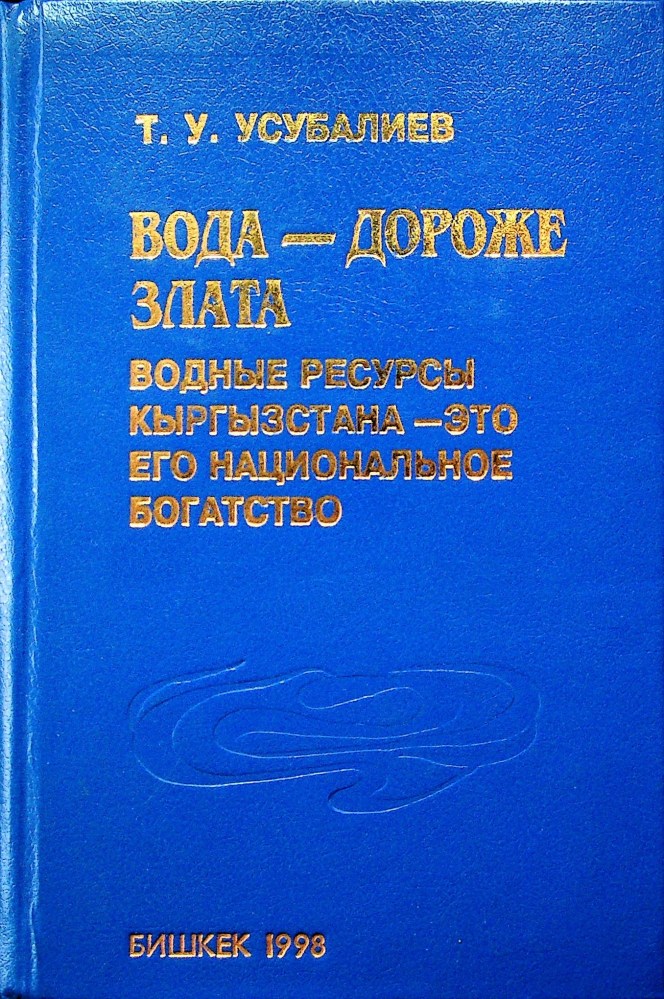 Т. У. УСУБАЛИЕВ
ВОДА — ДОРОЖЕ
ЗЛАТА
ВОДНЫЕ РЕСУРСЫ
КЫРГЫЗСТАНА — ЭТО
ЕГО НАЦИОНАЛЬНОЕ
БОГАТСТВО
БИШКЕК 1998